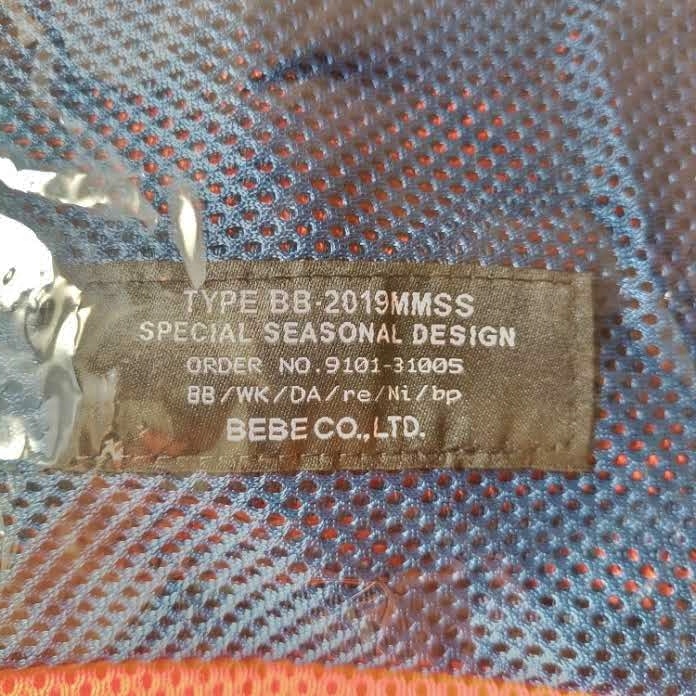 TYPE BB-2019MMSS
SPECIAL SEASONAL DESIGN
ORDER NO.9101-31005
BB/WK/DA/re/Ni/bp
BEBE CO.,LTD.